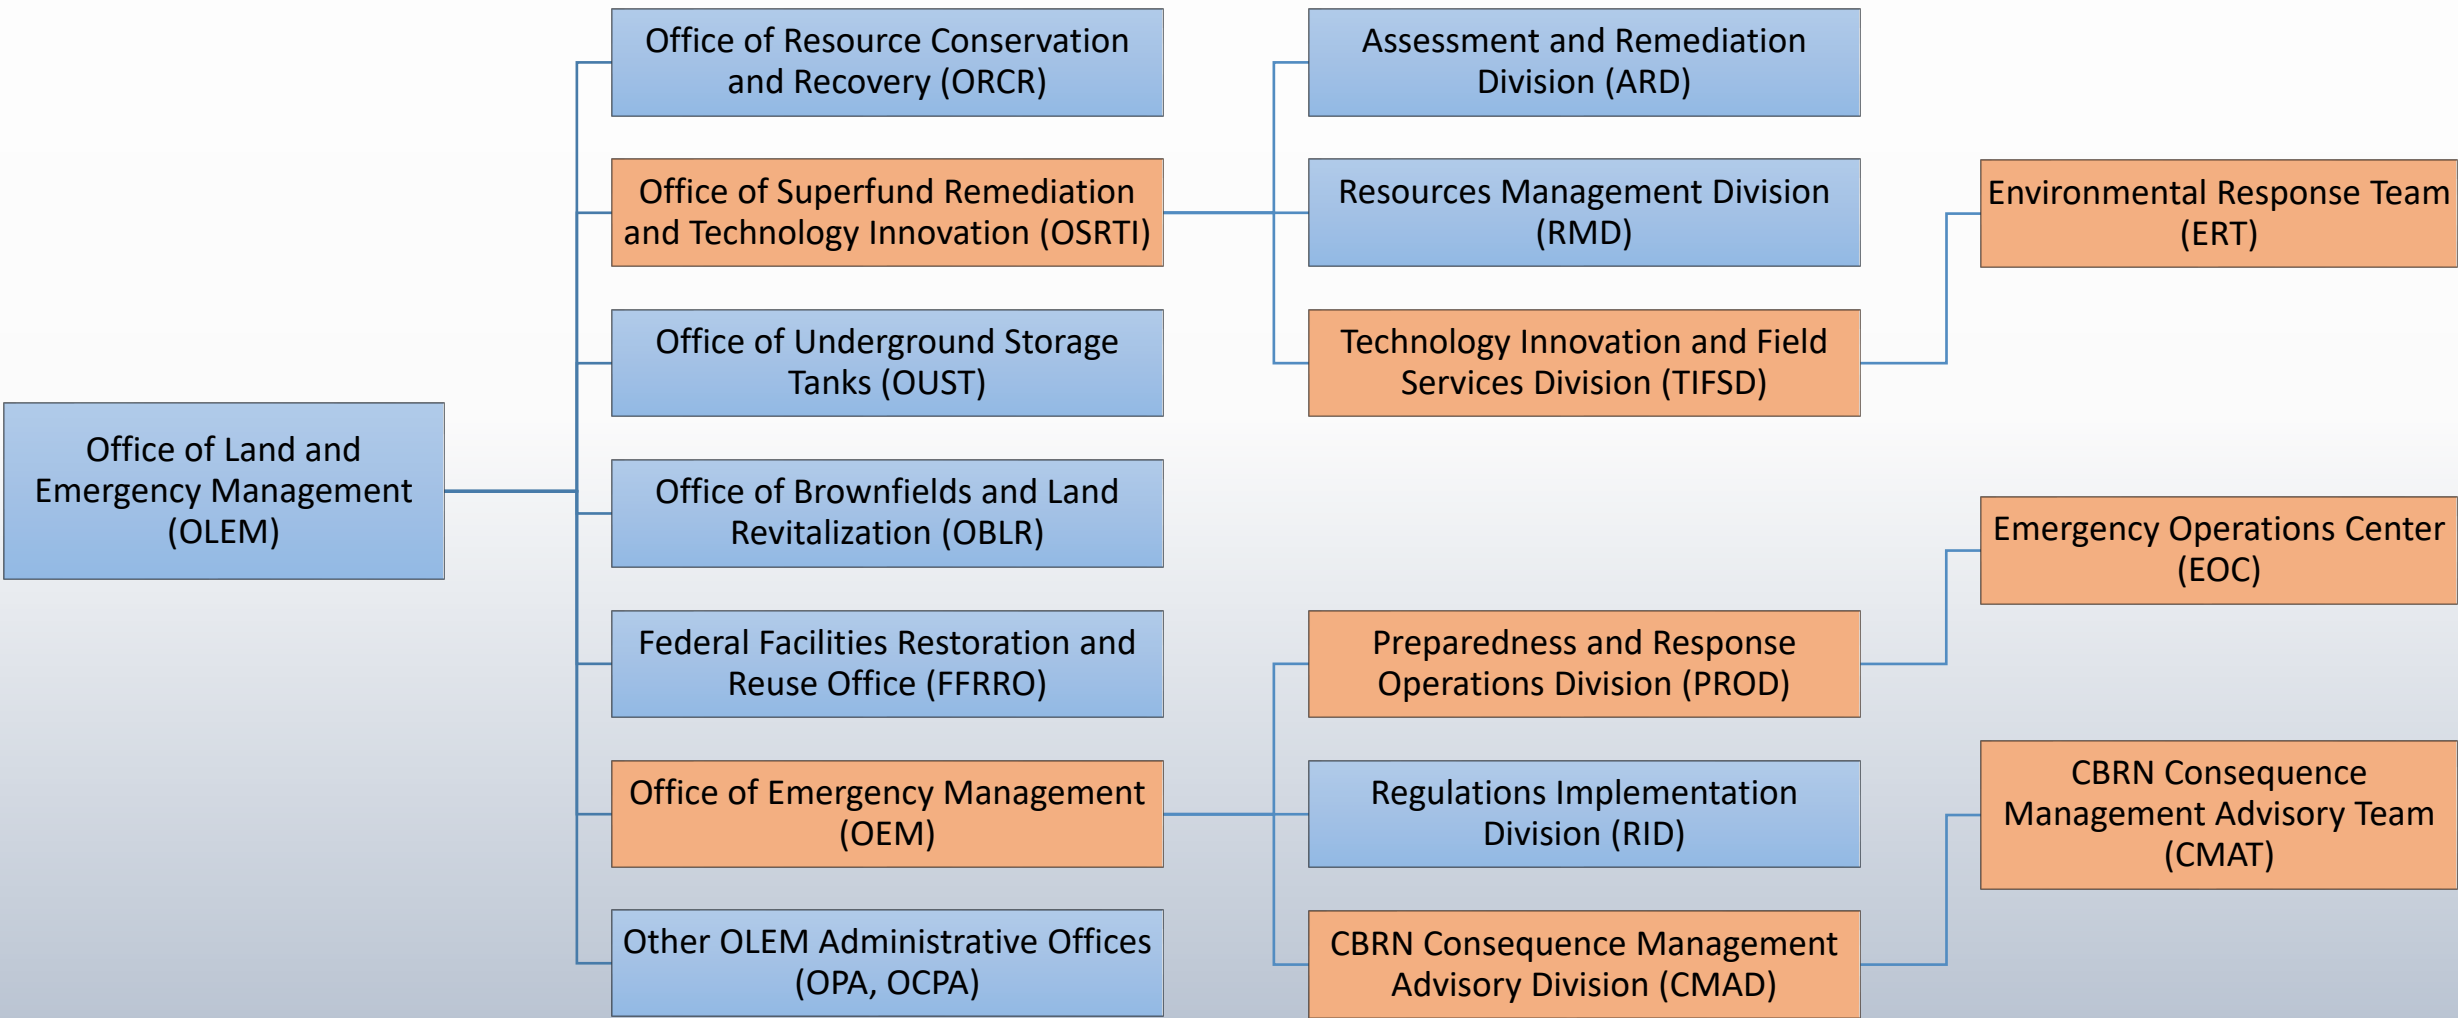 Office of Land and
Emergency Management
(OLEM)
Office of Resource Conservation
and Recovery (ORCR)
Office of Superfund Remediation
and Technology Innovation (OSRTI)
Office of Underground Storage
Tanks (OUST)
Office of Brownfields and Land
Revitalization (OBLR)
Federal Facilities Restoration and
Reuse Office (FFRRO)
Office of Emergency Management
(OEM)
Other OLEM Administrative Offices
(OPA, OCPA)
Assessment and Remediation
Division (ARD)
Resources Management Division
(RMD)
Technology Innovation and Field
Services Division (TIFSD)
Preparedness and Response
Operations Division (PROD)
Regulations Implementation
Division (RID)
CBRN Consequence Management
Advisory Division (CMAD)
Environmental Response Team
(ERT)
Emergency Operations Center
(EOC)
CBRN Consequence
Management Advisory Team
(CMAT)